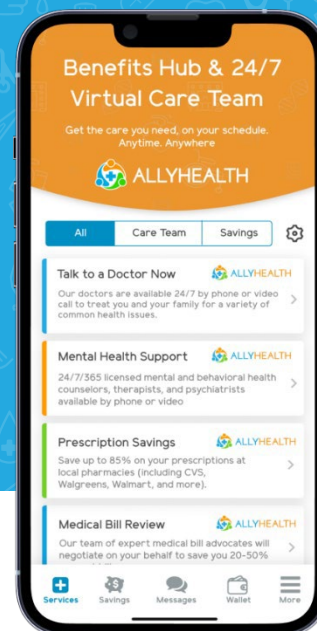 Benefits Hub & 24/7
Virtual Care Team
Get the care you need, on your schedule.
Anytime. Anywhere
ALLYHEALTH
All
Care Team
Savings
Talk to a Doctor Now
ALLYHEALTH
Our doctors are available 24/7 by phone or video
call to treat you and your family for a variety of
common health issues.
Mental Health Support
ALLYHEALTH
24/7/365 licensed mental and behavioral health
counselors, therapists, and psychiatrists
available by phone or video
Prescription Savings
ALLYHEALTH
Save up to 85% on your prescriptions at
local pharmacies (including CVS,
Walgreens, Walmart, and more).
Medical Bill Review
ALLYHEALTH
Our team of expert medical bill advocates will
negotiate on your behalf to save you 20-50%
Services
Savings
Messages
Wallet
More